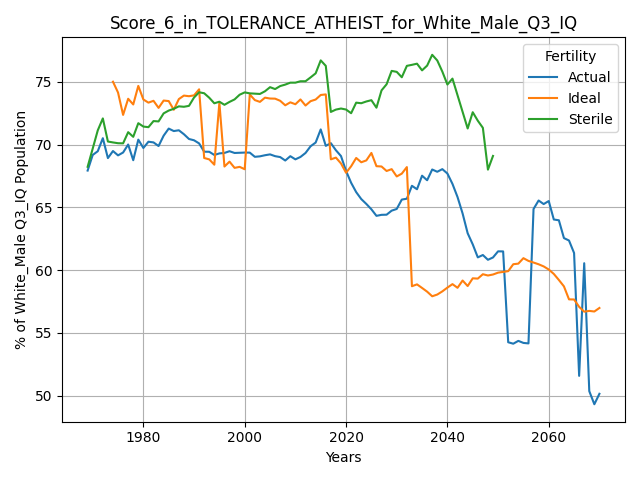 Score_6_in_TOLERANCE_ATHEIST_for_White_Male_Q3_IQ
% of White_Male Q3_IQ Population
75
70
65
60
55
50
Fertility
Actual
Ideal
Sterile
1980
2000
2020
2040
2060
Years